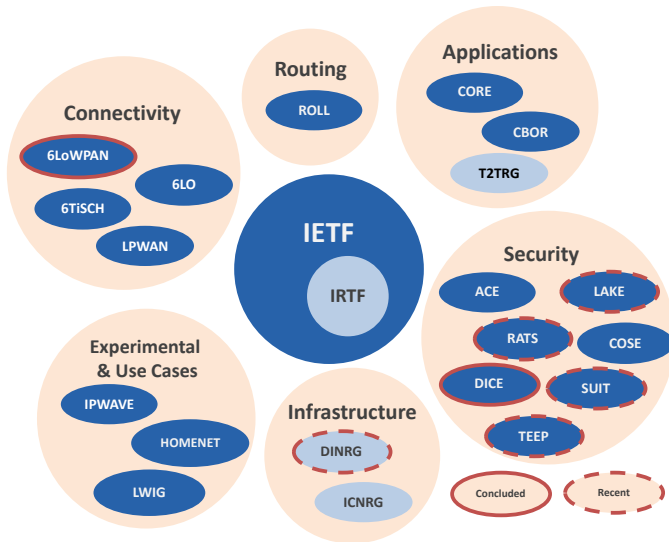 Connectivity
6LoWPAN
6LO
6TiSCH
LPWAN
Routing
ROLL
Applications
CORE
CBOR
T2TRG
IETF
IRTF
Security
ACE
LAKE
RATS
COSE
DICE
SUIT
TEEP
Experimental
& Use Cases
IPWAVE
HOMENET
LWIG
Infrastructure
DINRG
ICNRG
Concluded
Recent